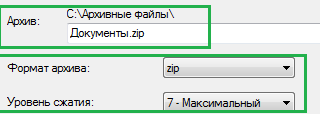 Архив: C:\Архивные файлы\
Документы.zip
Формат архива: zip
Уровень сжатия: 7 - Максимальный